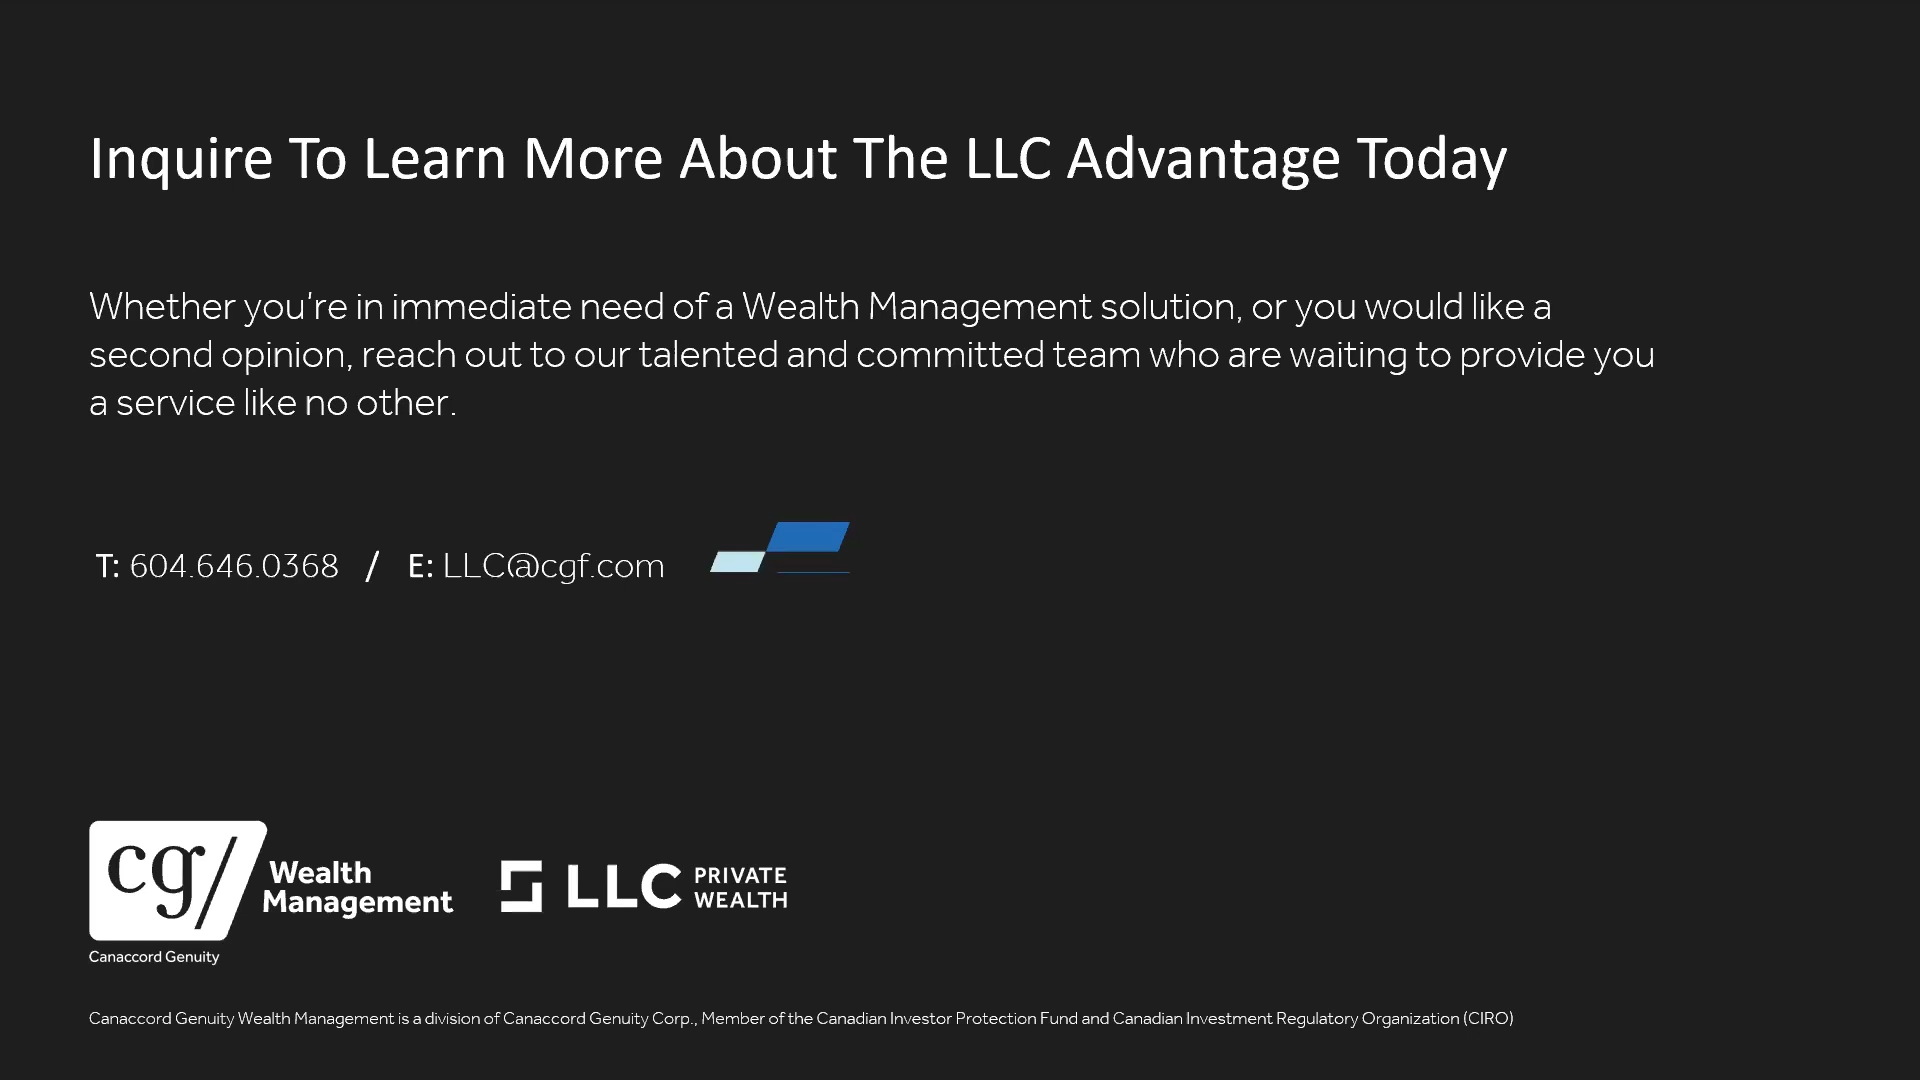 Inquire To Learn More About The LLC Advantage Today
Whether you're in immediate need of a Wealth Management solution, or you would like a
second opinion, reach out to our talented and committed team who are waiting to provide you
a service like no other.
T: 604.646.0368 / E: LLC@cgf.com
cg/ Wealth
Management
Canaccord Genuity
LLC PRIVATE
WEALTH
Canaccord Genuity Wealth Management is a division of Canaccord Genuity Corp., Member of the Canadian Investor Protection Fund and Canadian Investment Regulatory Organization (CIRO)